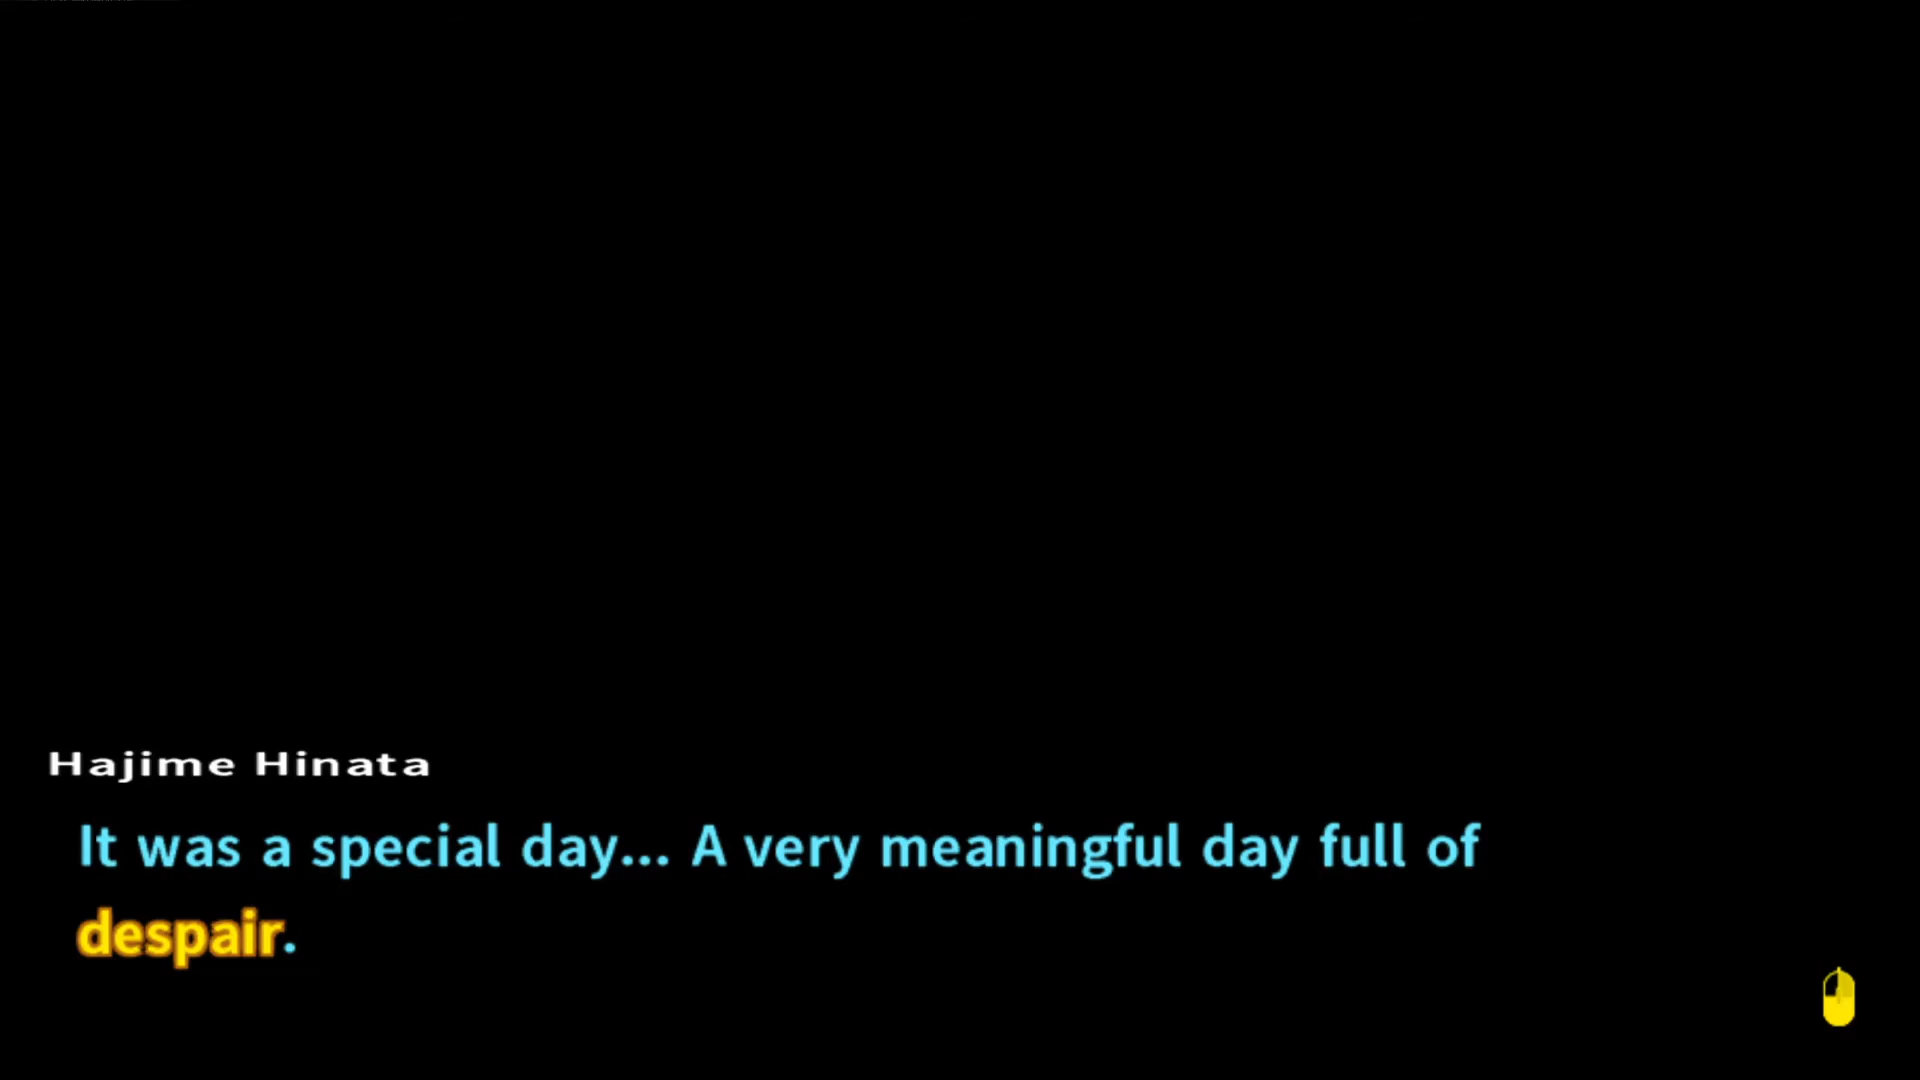 Hajime Hinata
It was a special day... A very meaningful day full of
despair.